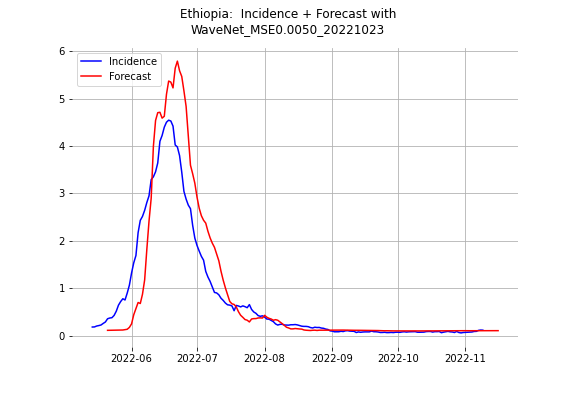 Ethiopia:  Incidence + Forecast with
WaveNet_MSE0.0050_20221023
Incidence
Forecast
6
5
4
3
2
1
0
2022-06 2022-07 2022-08 2022-09 2022-10 2022-11